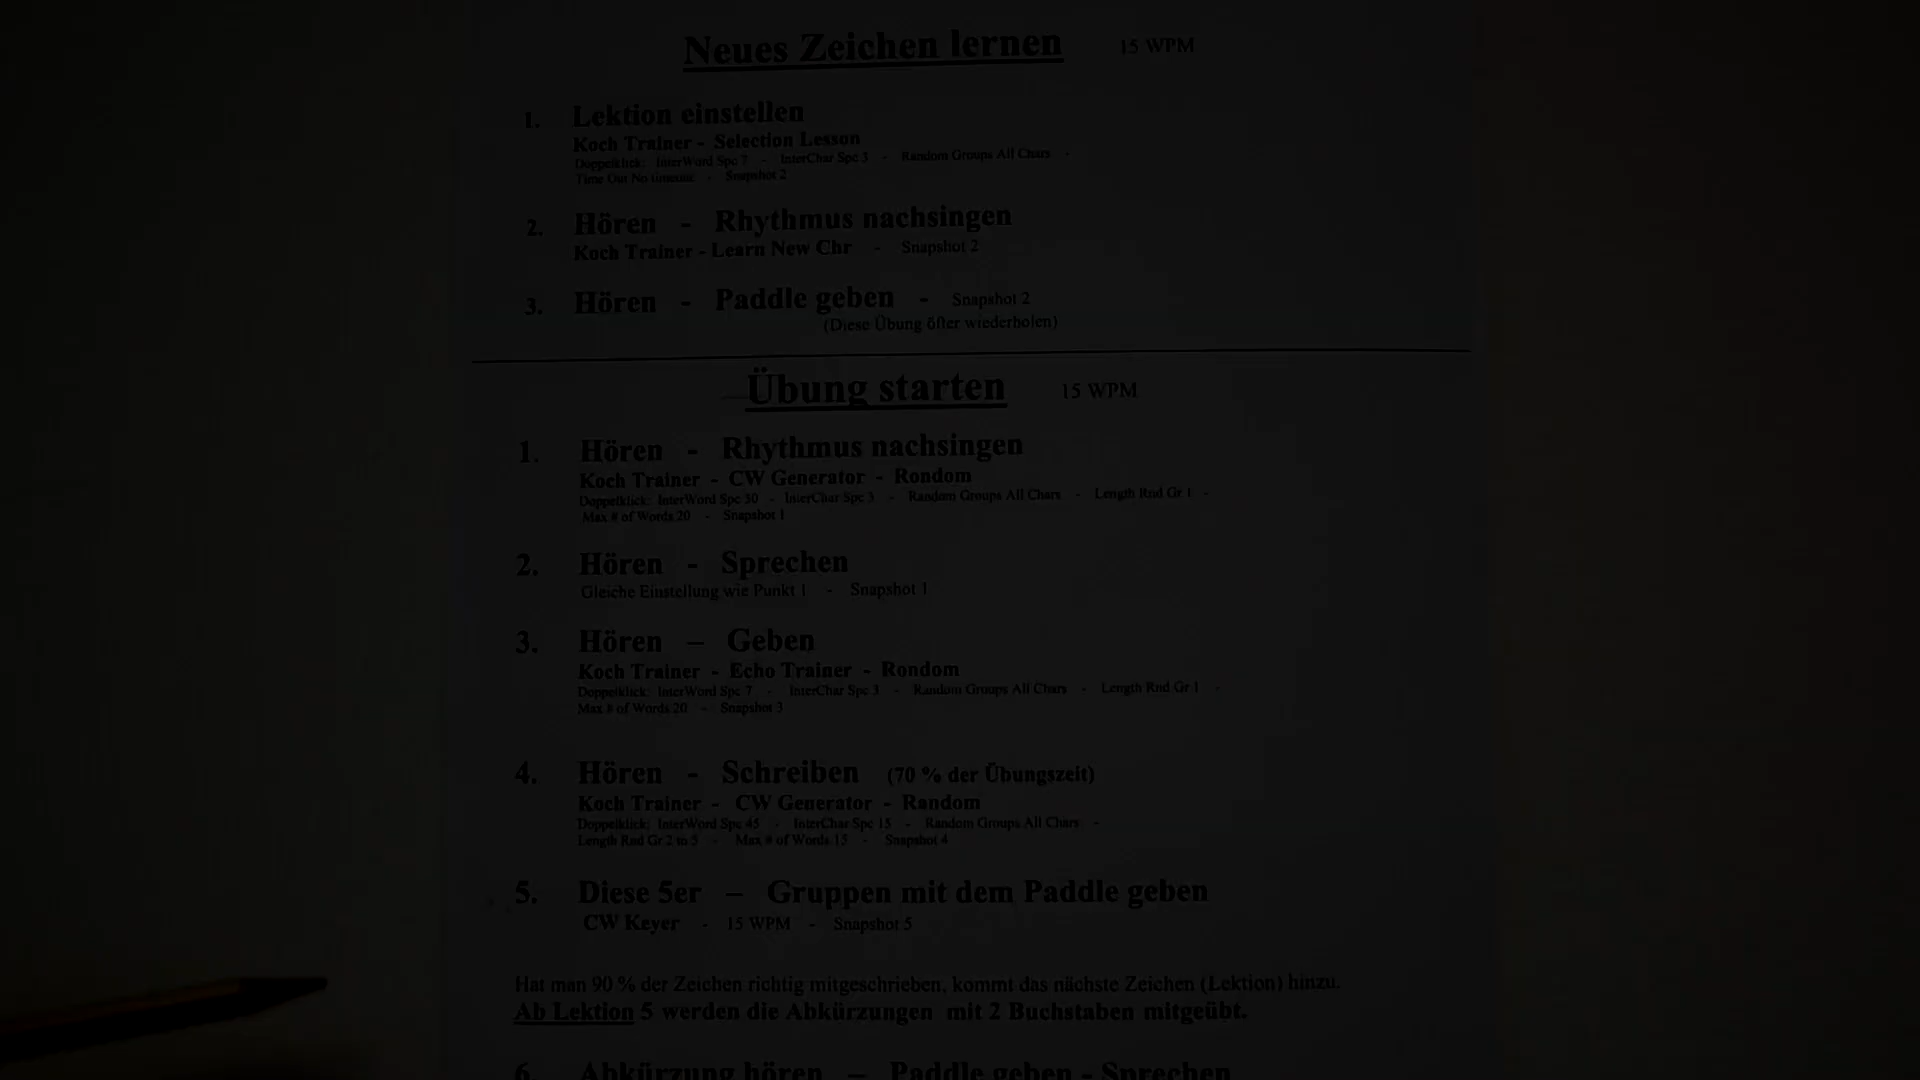 Neues Zeichen lernen 15 WPM
1. Lektion einstellen
Koch Trainer - Selection Lesson
Doppelklick: InterWord Spc 7 - InterChar Spc 3 - Random Groups All Chars -
Time Out No timeout - Snapshot 2
2. Hören - Rhythmus nachsingen
Koch Trainer - Learn New Chr - Snapshot 2
3. Hören - Paddle geben - Snapshot 2
(Diese Übung öfter wiederholen)
Übung starten 15 WPM
1. Hören - Rhythmus nachsingen
Koch Trainer - CW Generator - Rondom
Doppelklick: InterWord Spc 30 - InterChar Spc 3 - Random Groups All Chars - Length Rnd Gr 1 -
Max # of Words 20 - Snapshot 1
2. Hören - Sprechen
Gleiche Einstellung wie Punkt 1 - Snapshot 1
3. Hören – Geben
Koch Trainer - Echo Trainer - Rondom
Doppelklick: InterWord Spc 7 - InterChar Spc 3 - Random Groups All Chars - Length Rnd Gr 1 -
Max # of Words 20 - Snapshot 3
4. Hören - Schreiben (70 % der Übungszeit)
Koch Trainer - CW Generator - Random
Doppelklick: InterWord Spc 45 - InterChar Spc 15 - Random Groups All Chars -
Length Rnd Gr 2 to 5 - Max # of Words 15 - Snapshot 4
5. Diese 5er – Gruppen mit dem Paddle geben
CW Keyer - 15 WPM - Snapshot 5
Hat man 90 % der Zeichen richtig mitgeschrieben, kommt das nächste Zeichen (Lektion) hinzu.
Ab Lektion 5 werden die Abkürzungen mit 2 Buchstaben mitgeübt.
6. Abkürzung hören – Paddle geben - Sprechen